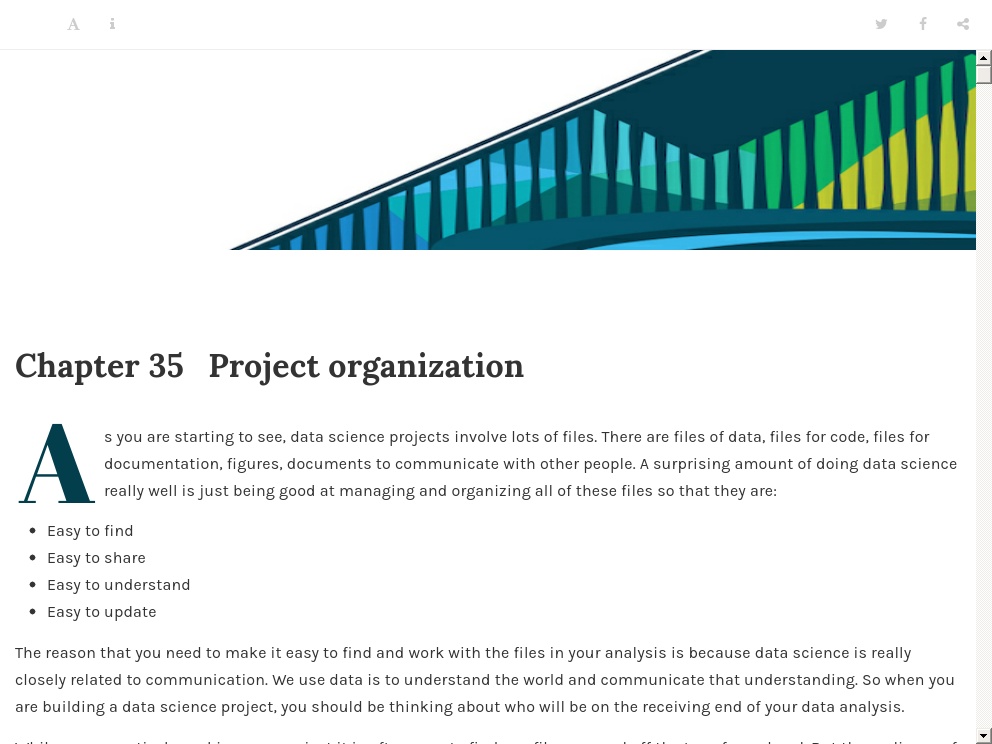 Chapter 35 Project organization
As you are starting to see, data science projects involve lots of files. There are files of data, files for code, files for
documentation, figures, documents to communicate with other people. A surprising amount of doing data science
really well is just being good at managing and organizing all of these files so that they are:
• Easy to find
• Easy to share
• Easy to understand
• Easy to update
The reason that you need to make it easy to find and work with the files in your analysis is because data science is really
closely related to communication. We use data is to understand the world and communicate that understanding. So when you
are building a data science project, you should be thinking about who will be on the receiving end of your data analysis.